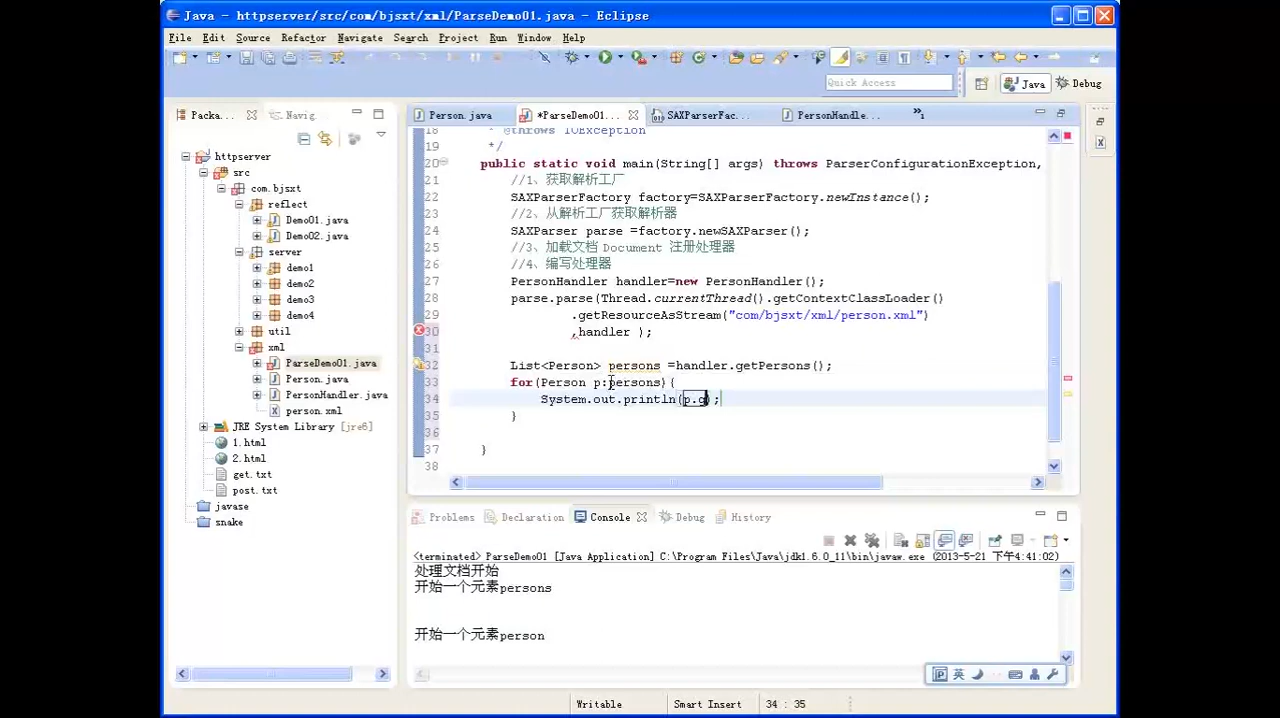 Java - httpserver/src/com/bjsxt/xml/ParseDemo01.java - Eclipse
File Edit Source Refactor Navigate Search Project Run Window Help
Quick Access
Java
Debug
Packa...
Navig
httpserver
src
com.bjsxt
reflect
Demo01.java
Demo02.java
server
demo1
demo2
demo3
demo4
util
xml
ParseDemo01.java
Person.java
PersonHandler.java
person.xml
JRE System Library [jre6]
1.html
2.html
get.txt
post.txt
javase
snake
Person.java
*ParseDemo01...
SAXParserFac...
PersonHandle...
»1
18 * @throws IOException
19 */
20 public static void main(String[] args) throws ParserConfigurationException,
21 //1、获取解析工厂
22 SAXParserFactory factory=SAXParserFactory.newInstance();
23 //2、从解析工厂获取解析器
24 SAXParser parse =factory.newSAXParser();
25 //3、加载文档 Document 注册处理器
26 //4、编写处理器
27 PersonHandler handler=new PersonHandler();
28 parse.parse(Thread.currentThread().getContextClassLoader()
29 .getResourceAsStream("com/bjsxt/xml/person.xml")
30 ,handler );
31
32 List<Person> persons =handler.getPersons();
33 for(Person p:persons){
34 System.out.println(p.g);
35 }
36
37 }
38
Problems
Declaration
Console
Debug
History
<terminated> ParseDemo01 [Java Application] C:\Program Files\Java\jdk1.6.0_11\bin\javaw.exe (2013-5-21 下午4:41:02)
处理文档开始
开始一个元素persons
开始一个元素person
英
Writable
Smart Insert
34 : 35